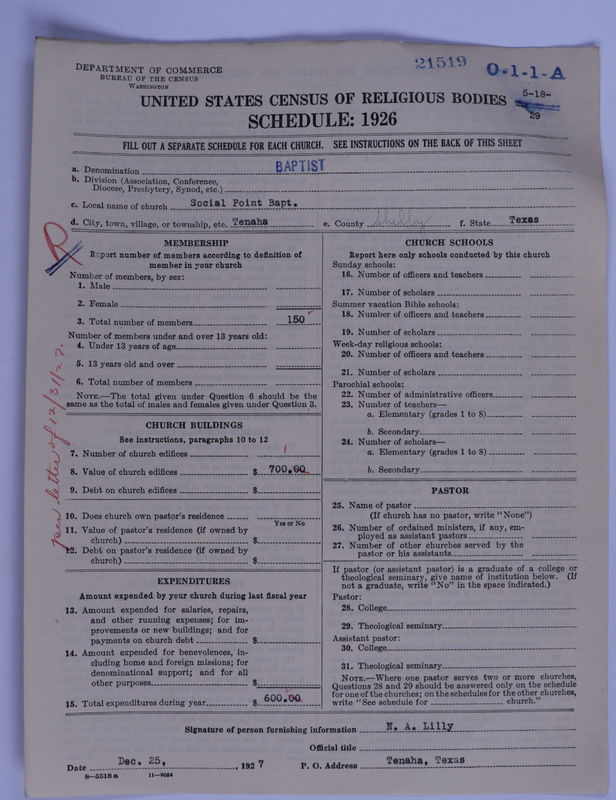 DEPARTMENT OF COMMERCE
BUREAU OF THE CENSUS
WASHINGTON
21519 O-1-1-A
5-18-
29
UNITED STATES CENSUS OF RELIGIOUS BODIES
SCHEDULE: 1926
FILL OUT A SEPARATE SCHEDULE FOR EACH CHURCH. SEE INSTRUCTIONS ON THE BACK OF THIS SHEET
a. Denomination BAPTIST
b. Division (Association, Conference,
Diocese, Presbytery, Synod, etc.)
c. Local name of church Social Point Bapt.
d. City, town, village, or township, etc. Tenaha e. County Shelby f. State Texas
R
per letter of 12/31/27.
MEMBERSHIP
Report number of members according to definition of
member in your church
Number of members, by sex:
1. Male
2. Female
3. Total number of members 150
Number of members under and over 13 years old:
4. Under 13 years of age
5. 13 years old and over
6. Total number of members
NOTE.—The total given under Question 6 should be the
same as the total of males and females given under Question 3.
CHURCH BUILDINGS
See instructions, paragraphs 10 to 12
7. Number of church edifices 1
8. Value of church edifices $ 700.00
9. Debt on church edifices $
10. Does church own pastor's residence
Yes or No
11. Value of pastor's residence (if owned by
church) $
12. Debt on pastor's residence (if owned by
church) $
EXPENDITURES
Amount expended by your church during last fiscal year
13. Amount expended for salaries, repairs,
and other running expenses; for im-
provements or new buildings; and for
payments on church debt $
14. Amount expended for benevolences, in-
cluding home and foreign missions; for
denominational support; and for all
other purposes $
15. Total expenditures during year $ 600.00
CHURCH SCHOOLS
Report here only schools conducted by this church
Sunday schools:
16. Number of officers and teachers
17. Number of scholars
Summer vacation Bible schools:
18. Number of officers and teachers
19. Number of scholars
Week-day religious schools:
20. Number of officers and teachers
21. Number of scholars
Parochial schools:
22. Number of administrative officers
23. Number of teachers—
a. Elementary (grades 1 to 8)
b. Secondary
24. Number of scholars—
a. Elementary (grades 1 to 8)
b. Secondary
PASTOR
25. Name of pastor
(If church has no pastor, write "None")
26. Number of ordained ministers, if any, em-
ployed as assistant pastors
27. Number of other churches served by the
pastor or his assistants
If pastor (or assistant pastor) is a graduate of a college or
theological seminary, give name of institution below. (If
not a graduate, write "No" in the space indicated.)
Pastor:
28. College
29. Theological seminary
Assistant pastor:
30. College
31. Theological seminary
NOTE.—Where one pastor serves two or more churches,
Questions 28 and 29 should be answered only on the schedule
for one of the churches; on the schedules for the other churches,
write "See schedule for church."
Signature of person furnishing information N. A. Lilly
Official title
Date Dec. 25, , 1927 P. O. Address Tenaha, Texas
8—5518 a 11—9034